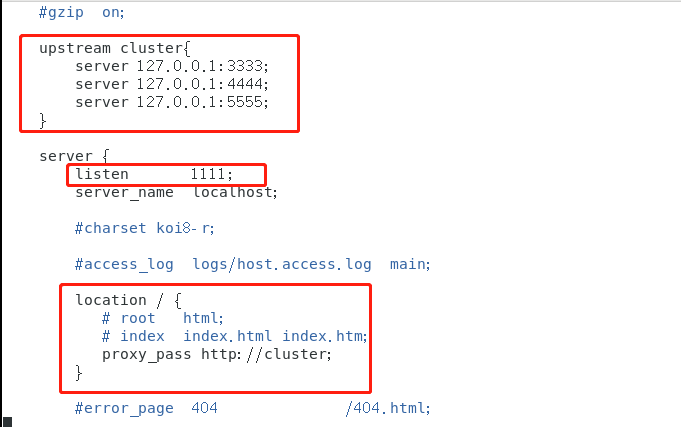 #gzip  on;
upstream cluster{
server 127.0.0.1:3333;
server 127.0.0.1:4444;
server 127.0.0.1:5555;
}
server {
listen       1111;
server_name  localhost;
#charset koi8-r;
#access_log  logs/host.access.log  main;
location / {
# root   html;
# index  index.html index.htm;
proxy_pass http://cluster;
}
#error_page  404              /404.html;